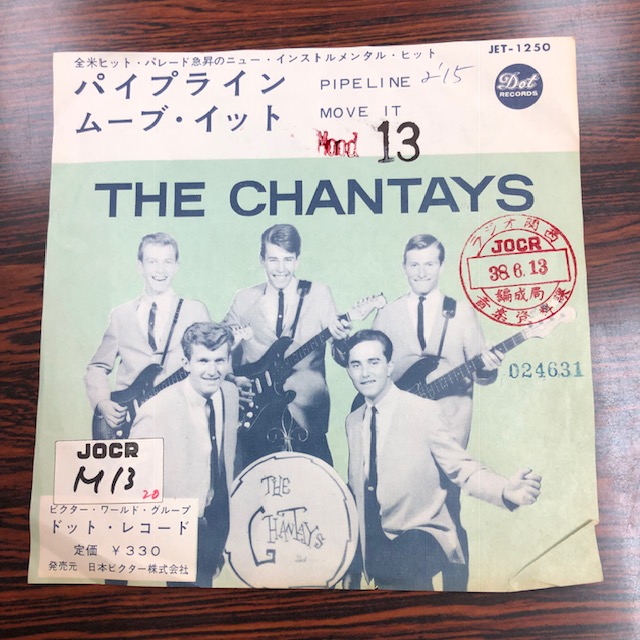 全米ヒット・パレード急昇のニュー・インストルメンタル・ヒット
JET-1250
パイプライン
PIPELINE 2'15
Dot
RECORDS
ムーブ・イット
MOVE IT
Mood 13
THE CHANTAYS
ラジオ関西
JOCR
38.6.13
編成局
024631
THE
CHANTAYS
JOCR
M 13
20
ビクター・ワールド・グループ
ドット・レコード
定価 ¥330
発売元 日本ビクター株式会社